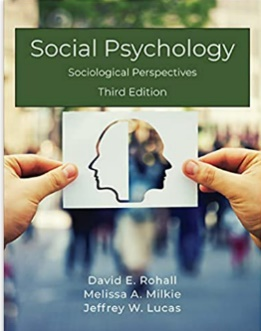 Social Psychology
Sociological Perspectives
Third Edition
David E. Rohall
Melissa A. Milkie
Jeffrey W. Lucas